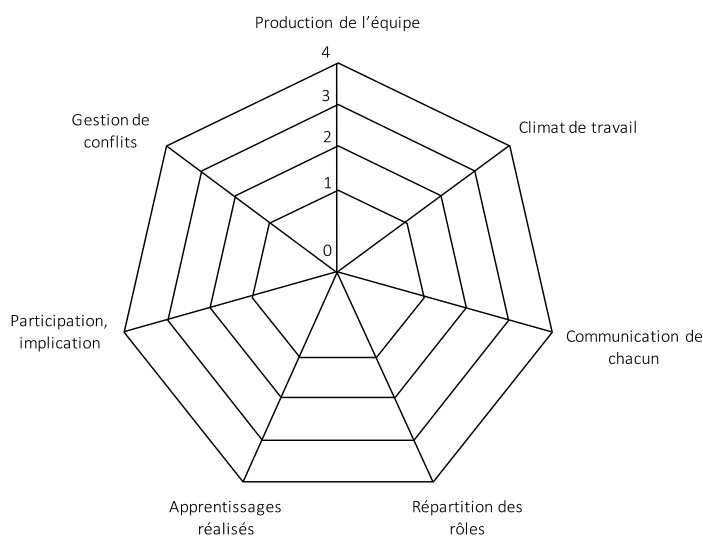 Production de l’équipe
4
3
2
1
0
Climat de travail
Communication de
chacun
Répartition des
rôles
Apprentissages
réalisés
Participation,
implication
Gestion de
conflits